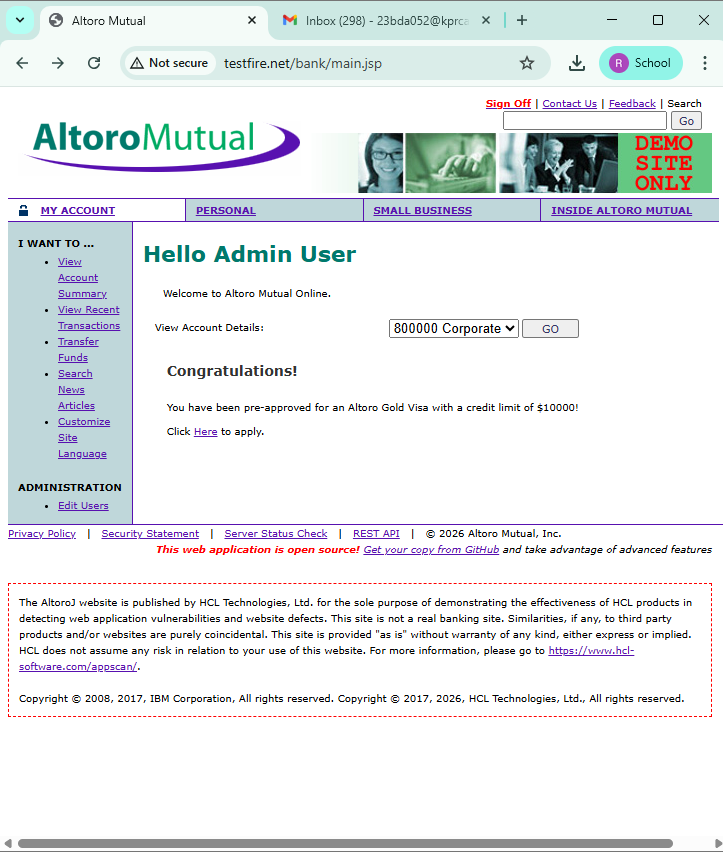 Altoro Mutual
Inbox (298) - 23bda052@kprca
Not secure
testfire.net/bank/main.jsp
R School
Sign Off | Contact Us | Feedback | Search
Go
AltoroMutual
DEMO
SITE
ONLY
MY ACCOUNT
PERSONAL
SMALL BUSINESS
INSIDE ALTORO MUTUAL
I WANT TO ...
View
Account
Summary
View Recent
Transactions
Transfer
Funds
Search
News
Articles
Customize
Site
Language
ADMINISTRATION
Edit Users
Hello Admin User
Welcome to Altoro Mutual Online.
View Account Details:
800000 Corporate
GO
Congratulations!
You have been pre-approved for an Altoro Gold Visa with a credit limit of $10000!
Click Here to apply.
Privacy Policy | Security Statement | Server Status Check | REST API | © 2026 Altoro Mutual, Inc.
This web application is open source! Get your copy from GitHub and take advantage of advanced features
The AltoroJ website is published by HCL Technologies, Ltd. for the sole purpose of demonstrating the effectiveness of HCL products in
detecting web application vulnerabilities and website defects. This site is not a real banking site. Similarities, if any, to third party
products and/or websites are purely coincidental. This site is provided "as is" without warranty of any kind, either express or implied.
HCL does not assume any risk in relation to your use of this website. For more information, please go to https://www.hcl-
software.com/appscan/.
Copyright © 2008, 2017, IBM Corporation, All rights reserved. Copyright © 2017, 2026, HCL Technologies, Ltd., All rights reserved.